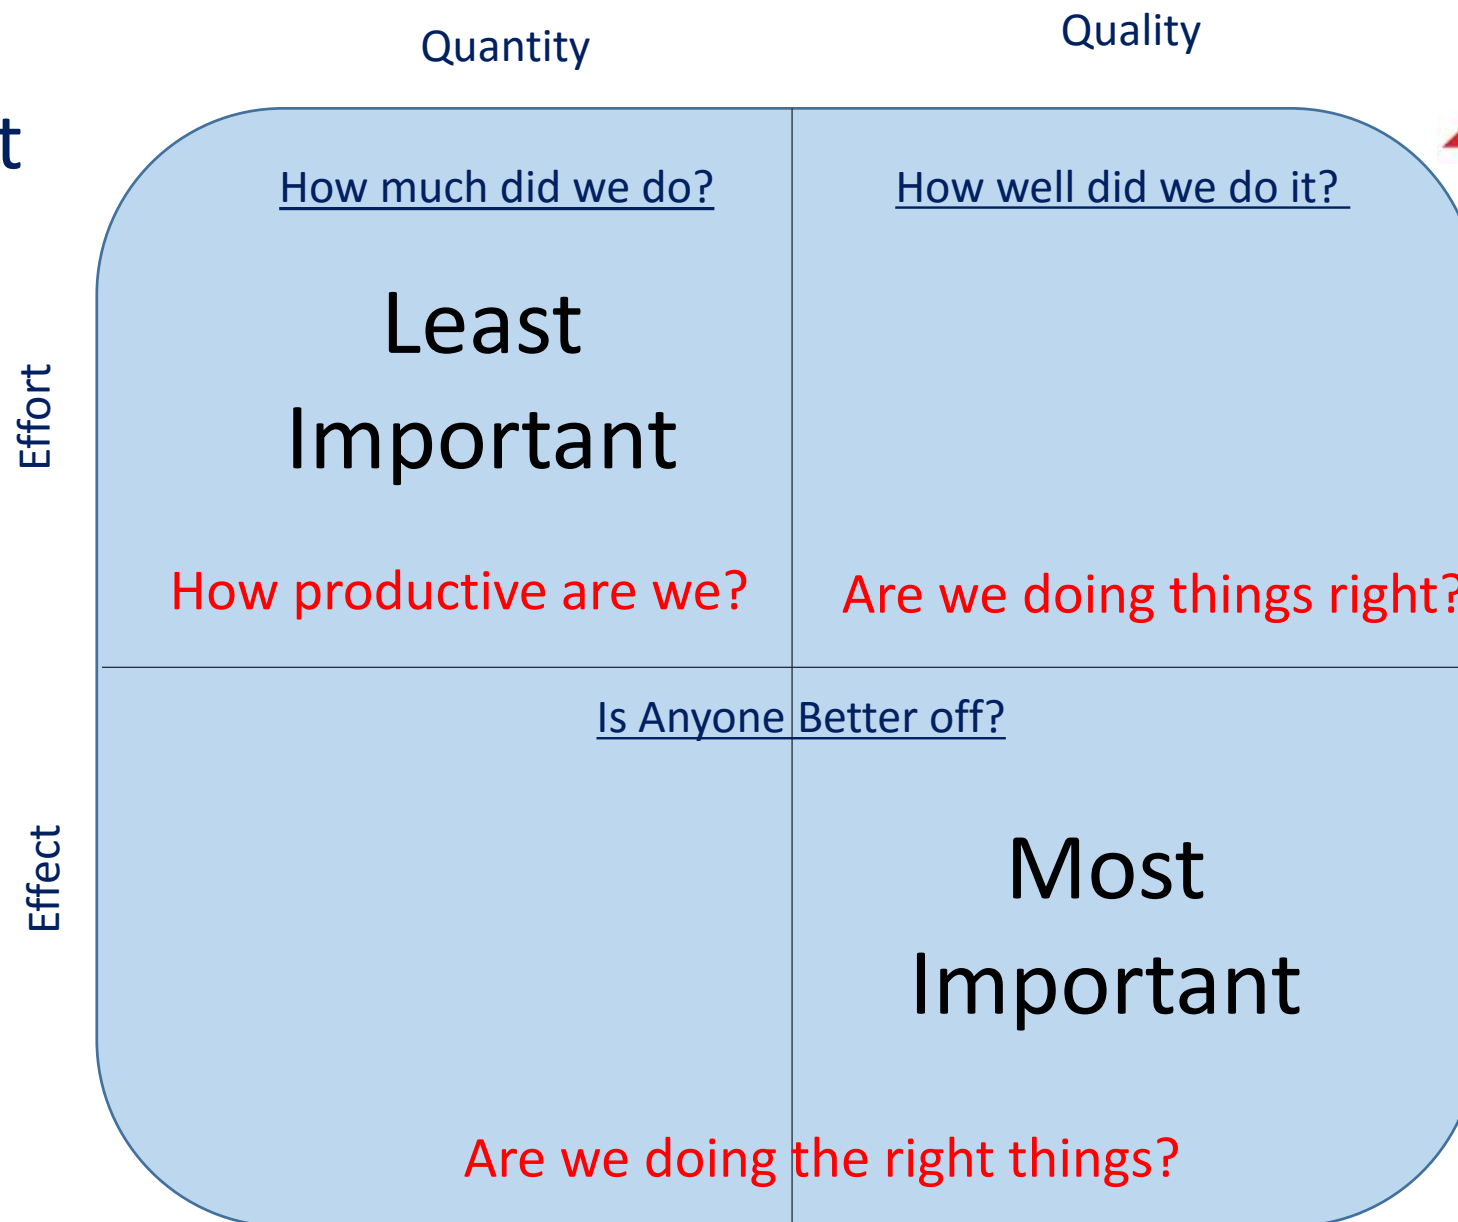 Quantity
Quality
How much did we do?
How well did we do it?
Least
Important
Effort
How productive are we?
Are we doing things right?
Is Anyone Better off?
Effect
Most
Important
Are we doing the right things?